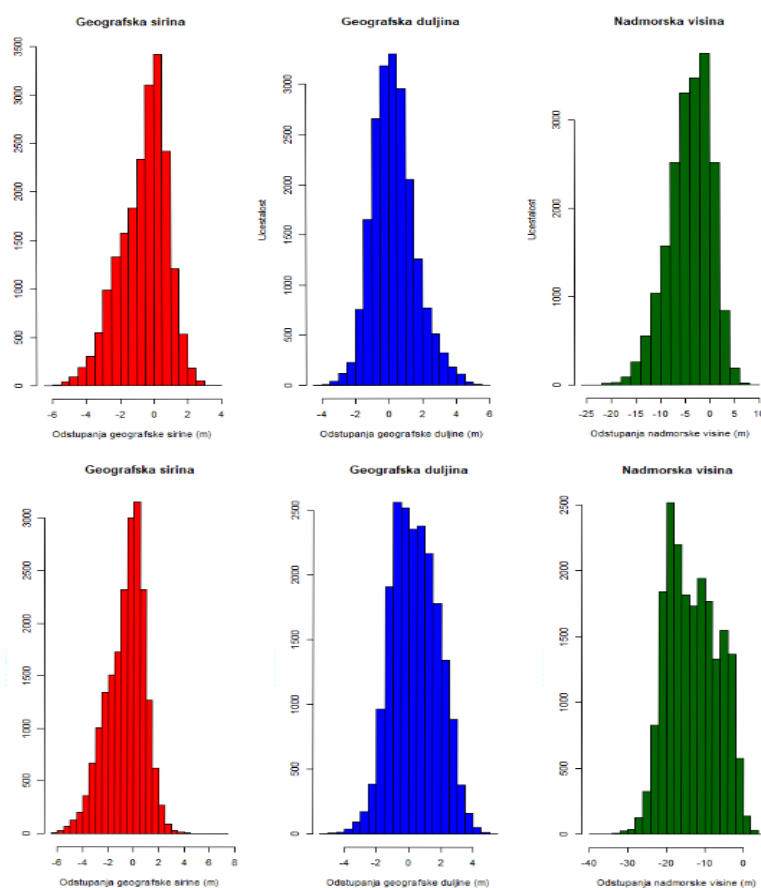 Geografska sirina
3500
3000
2500
2000
1500
1000
500
0
-6 -4 -2 0 2 4
Odstupanja geografske sirine (m)
Geografska duljina
Ucestalost
3000
2500
2000
1500
1000
500
0
-4 -2 0 2 4 6
Odstupanja geografske duljine (m)
Nadmorska visina
Ucestalost
3000
2000
1000
0
-25 -20 -15 -10 -5 0 5 10
Odstupanja nadmorske visine (m)
Geografska sirina
3000
2500
2000
1500
1000
500
0
-6 -4 -2 0 2 4 6 8
Odstupanja geografske sirine (m)
Geografska duljina
2500
2000
1500
1000
500
0
-4 -2 0 2 4
Odstupanja geografske duljine (m)
Nadmorska visina
2500
2000
1500
1000
500
0
-40 -30 -20 -10 0
Odstupanja nadmorske visine (m)